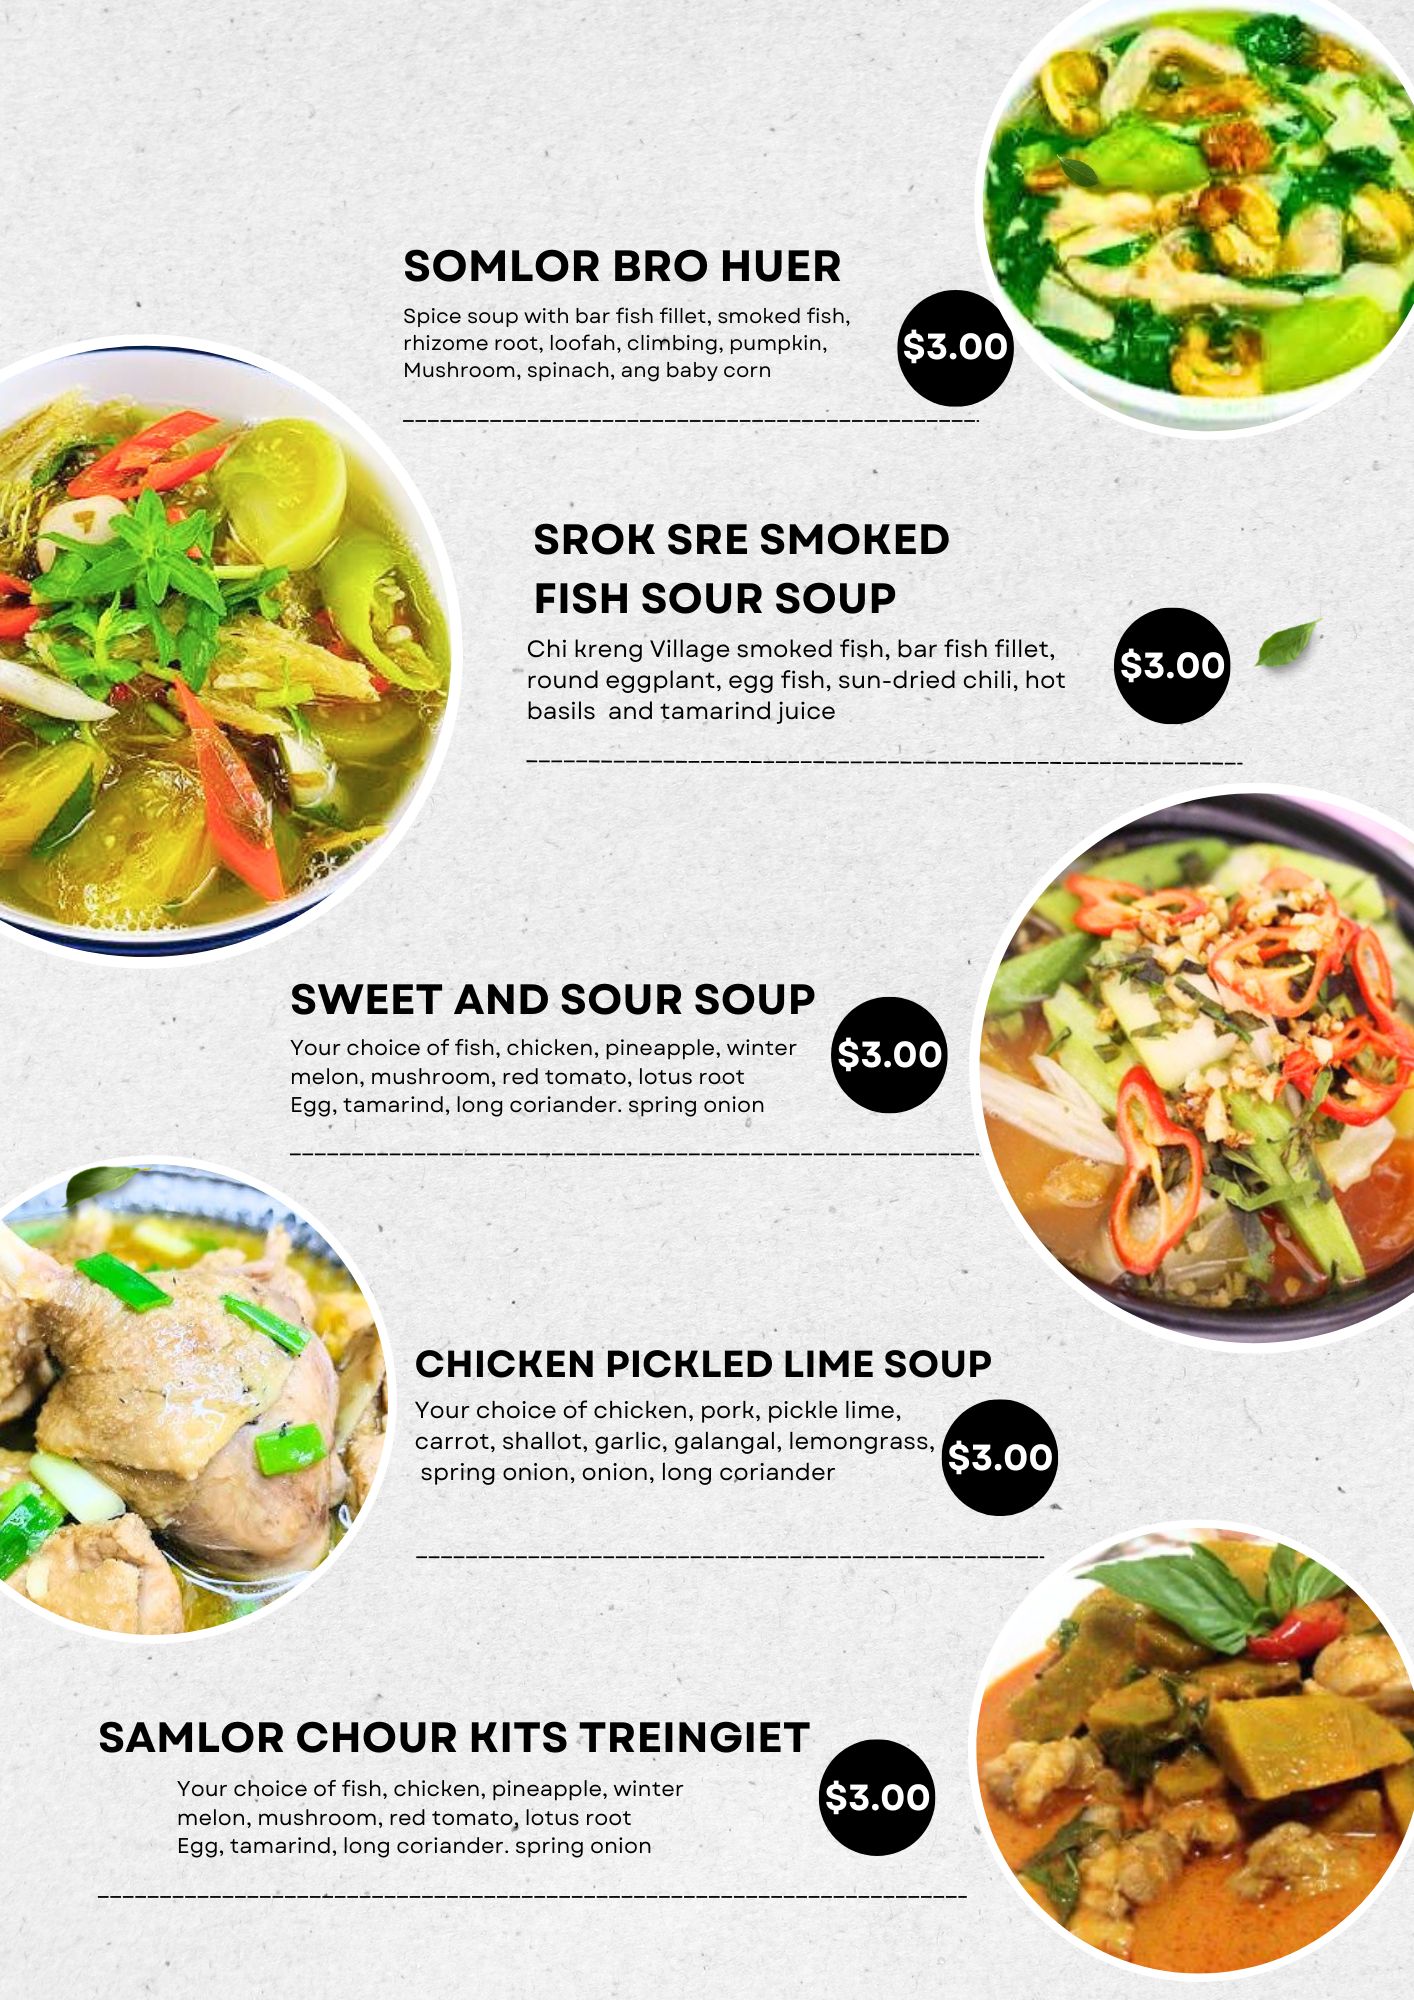 SOMLOR BRO HUER
Spice soup with bar fish fillet, smoked fish,
rhizome root, loofah, climbing, pumpkin,
Mushroom, spinach, ang baby corn
$3.00
SROK SRE SMOKED
FISH SOUR SOUP
Chi kreng Village smoked fish, bar fish fillet,
round eggplant, egg fish, sun-dried chili, hot
basils  and tamarind juice
$3.00
SWEET AND SOUR SOUP
Your choice of fish, chicken, pineapple, winter
melon, mushroom, red tomato, lotus root
Egg, tamarind, long coriander. spring onion
$3.00
CHICKEN PICKLED LIME SOUP
Your choice of chicken, pork, pickle lime,
carrot, shallot, garlic, galangal, lemongrass,
spring onion, onion, long coriander
$3.00
SAMLOR CHOUR KITS TREINGIET
Your choice of fish, chicken, pineapple, winter
melon, mushroom, red tomato, lotus root
Egg, tamarind, long coriander. spring onion
$3.00